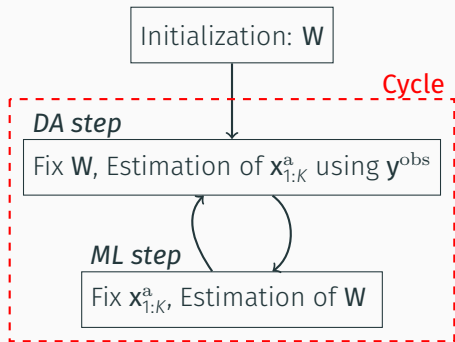 Initialization: W
Cycle
DA step
Fix W, Estimation of x^a_{1:K} using y^obs
ML step
Fix x^a_{1:K}, Estimation of W